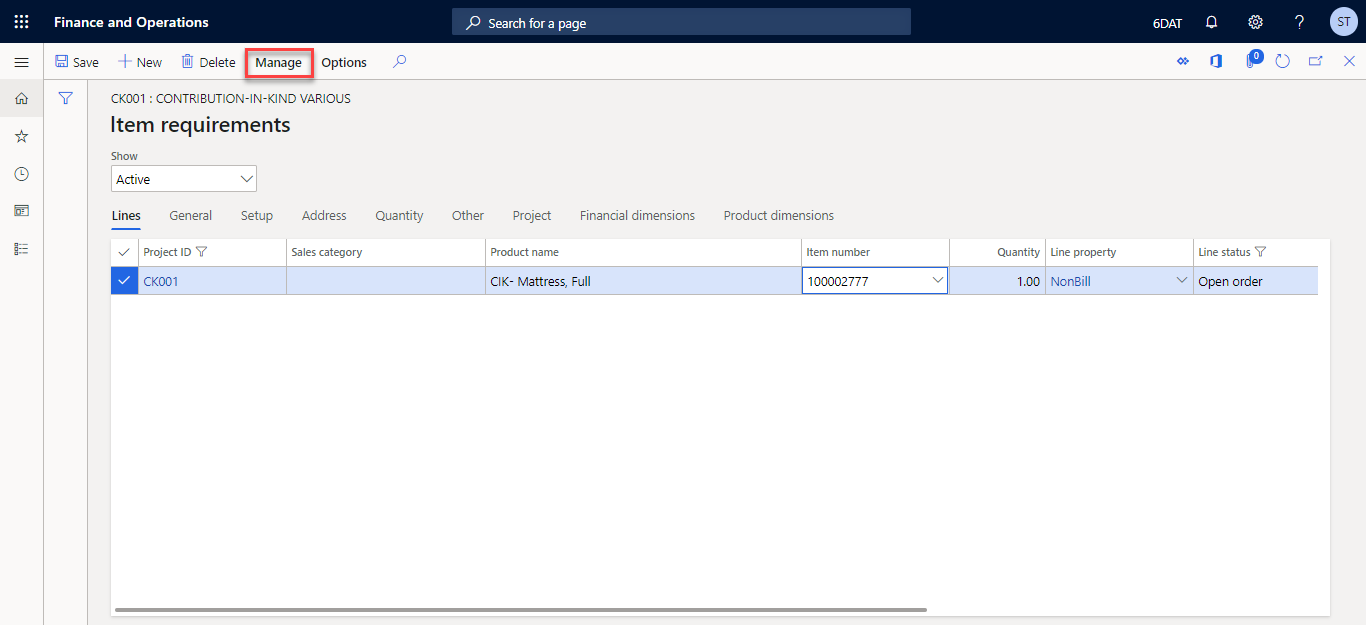 Finance and Operations
Search for a page
6DAT
ST
Save
New
Delete
Manage
Options
0
CK001 : CONTRIBUTION-IN-KIND VARIOUS
Item requirements
Show
Active
Lines General Setup Address Quantity Other Project Financial dimensions Product dimensions
Project ID Sales category Product name Item number Quantity Line property Line status
CK001 CIK- Mattress, Full 100002777 1.00 NonBill Open order